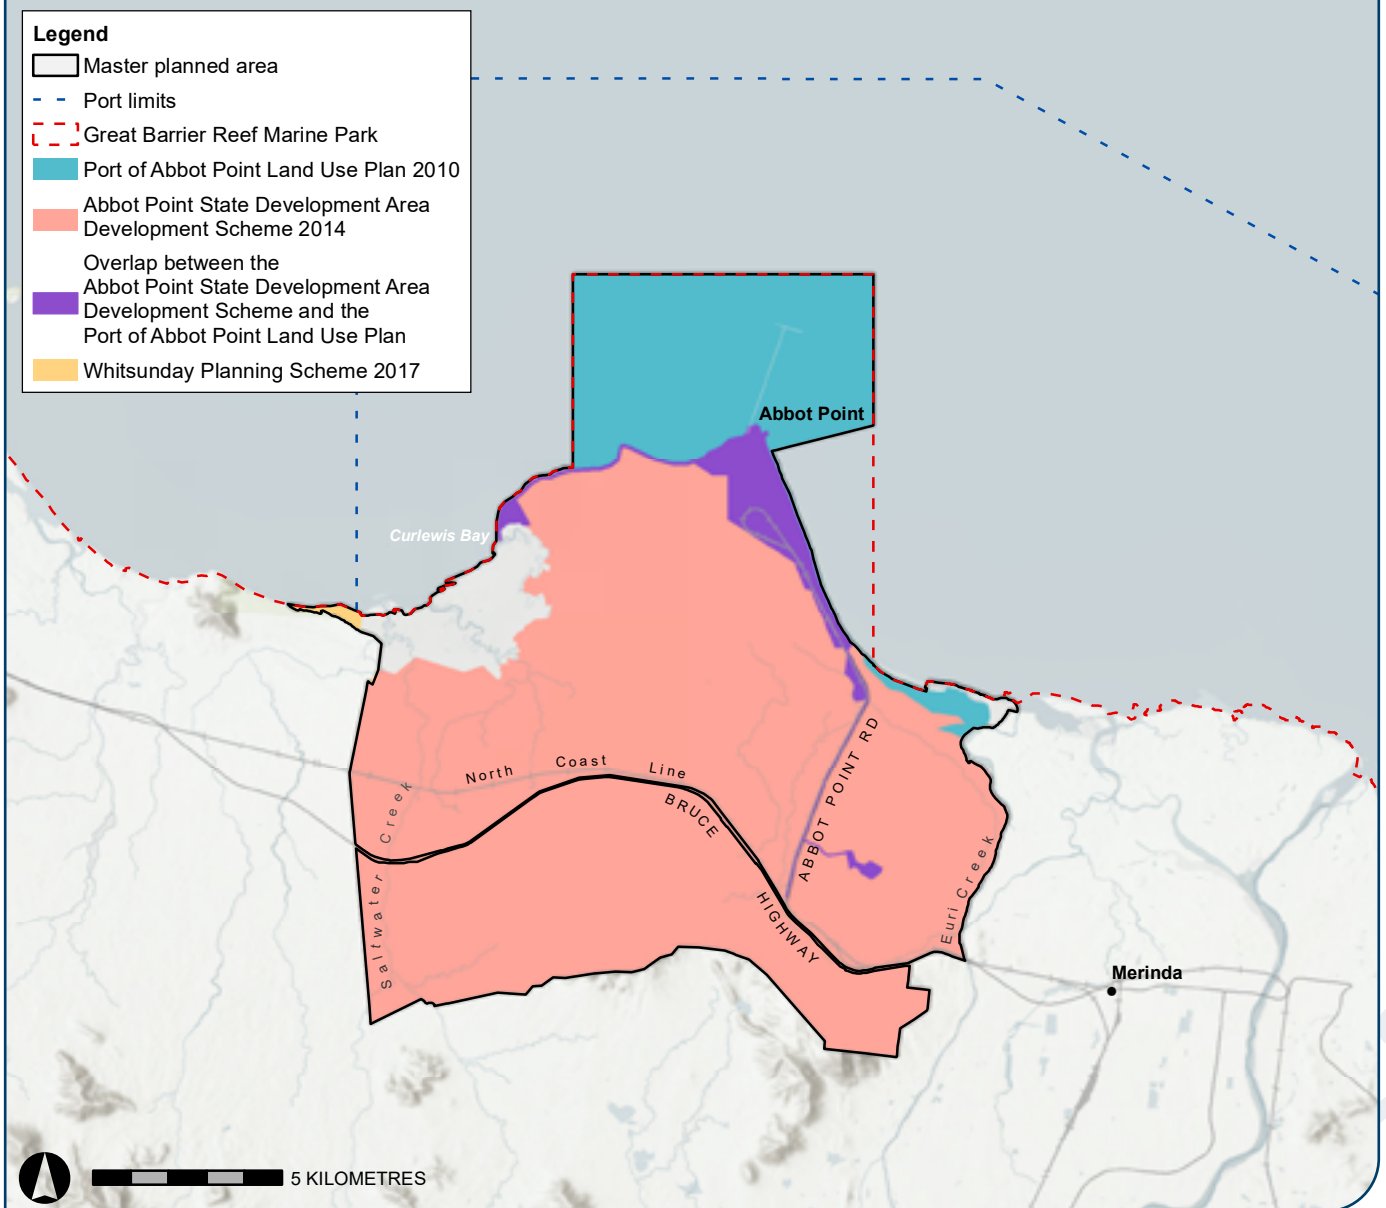 Legend
Master planned area
Port limits
Great Barrier Reef Marine Park
Port of Abbot Point Land Use Plan 2010
Abbot Point State Development Area
Development Scheme 2014
Overlap between the
Abbot Point State Development Area
Development Scheme and the
Port of Abbot Point Land Use Plan
Whitsunday Planning Scheme 2017
Abbot Point
Curlewis Bay
North Coast Line
BRUCE HIGHWAY
ABBOT POINT RD
Saltwater Creek
Euri Creek
Merinda
5 KILOMETRES